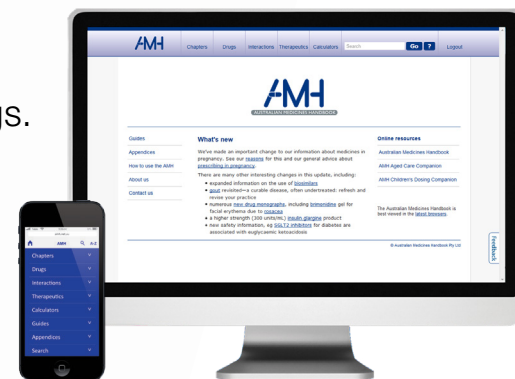 gs.
AMH
Chapters Drugs Interactions Therapeutics Calculators Search Go ? Logout
AMH
AUSTRALIAN MEDICINES HANDBOOK
Guides
Appendices
How to use the AMH
About us
Contact us
What's new
We've made an important change to our information about medicines in
pregnancy. See our reasons for this and our general advice about
prescribing in pregnancy.
There are many other interesting changes in this update, including:
• expanded information on the use of biosimilars
• gout revisited—a curable disease, often undertreated: refresh and
revise your practice
• numerous new drug monographs, including brimonidine gel for
facial erythema due to rosacea
• a higher strength (300 units/mL) insulin glargine product
• new safety information, eg SGLT2 inhibitors for diabetes are
associated with euglycaemic ketoacidosis
Online resources
Australian Medicines Handbook
AMH Aged Care Companion
AMH Children's Dosing Companion
The Australian Medicines Handbook is
best viewed in the latest browsers.
© Australian Medicines Handbook Pty Ltd
Feedback
AMH A-Z
Chapters
Drugs
Interactions
Therapeutics
Calculators
Guides
Appendices
Search